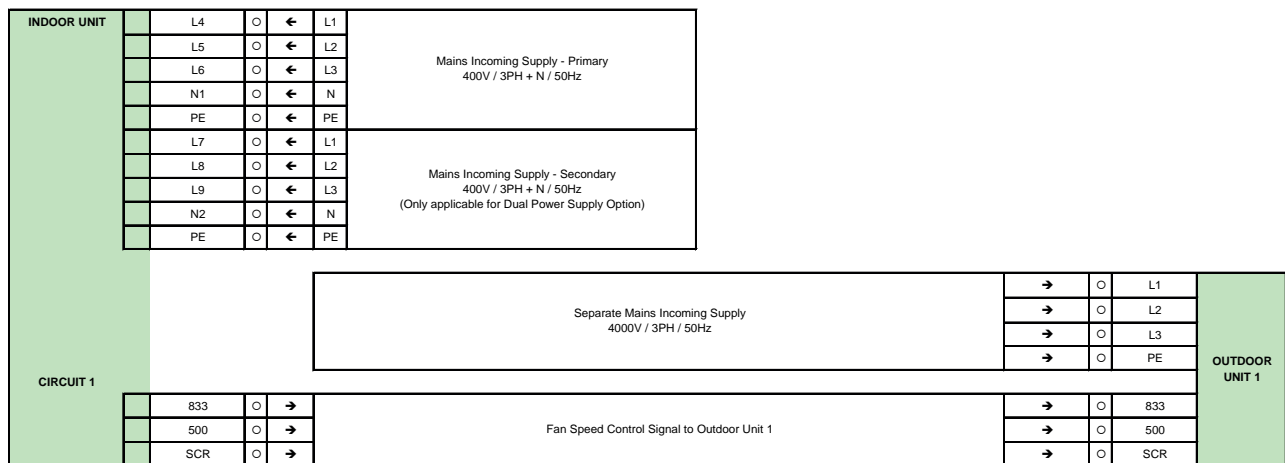 INDOOR UNIT L4 O ← L1
L5 O ← L2
Mains Incoming Supply - Primary
L6 O ← L3
400V / 3PH + N / 50Hz
N1 O ← N
PE O ← PE
L7 O ← L1
L8 O ← L2
Mains Incoming Supply - Secondary
L9 O ← L3
400V / 3PH + N / 50Hz
(Only applicable for Dual Power Supply Option)
N2 O ← N
PE O ← PE
→ O L1
Separate Mains Incoming Supply
→ O L2
4000V / 3PH / 50Hz
→ O L3
→ O PE
OUTDOOR
UNIT 1
CIRCUIT 1
833 O → → O 833
500 O → Fan Speed Control Signal to Outdoor Unit 1 → O 500
SCR O → → O SCR